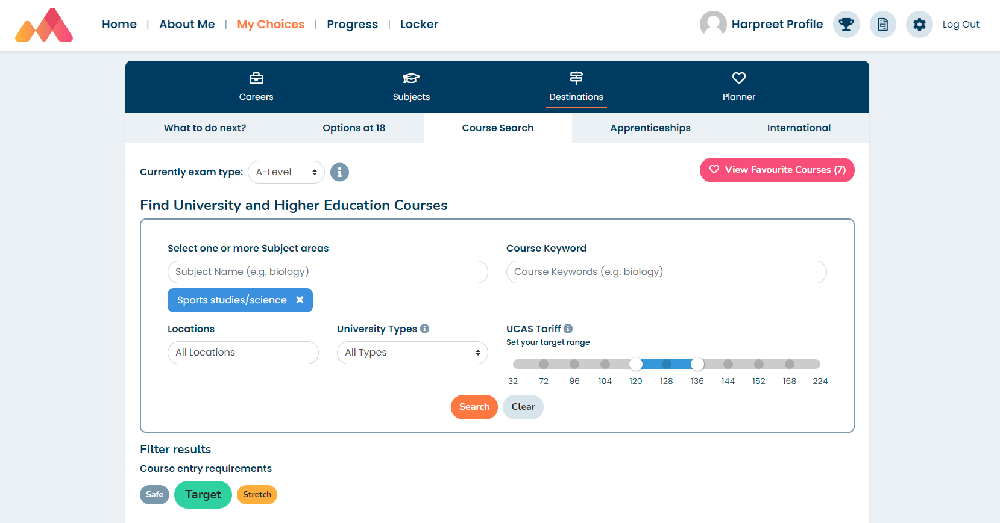 Home | About Me | My Choices | Progress | Locker
Harpreet Profile
Log Out
Careers
Subjects
Destinations
Planner
What to do next?
Options at 18
Course Search
Apprenticeships
International
Currently exam type: A-Level
View Favourite Courses (7)
Find University and Higher Education Courses
Select one or more Subject areas
Subject Name (e.g. biology)
Sports studies/science
Course Keyword
Course Keywords (e.g. biology)
Locations
All Locations
University Types
All Types
UCAS Tariff
Set your target range
32 72 96 104 120 128 136 144 152 168 224
Search
Clear
Filter results
Course entry requirements
Safe
Target
Stretch